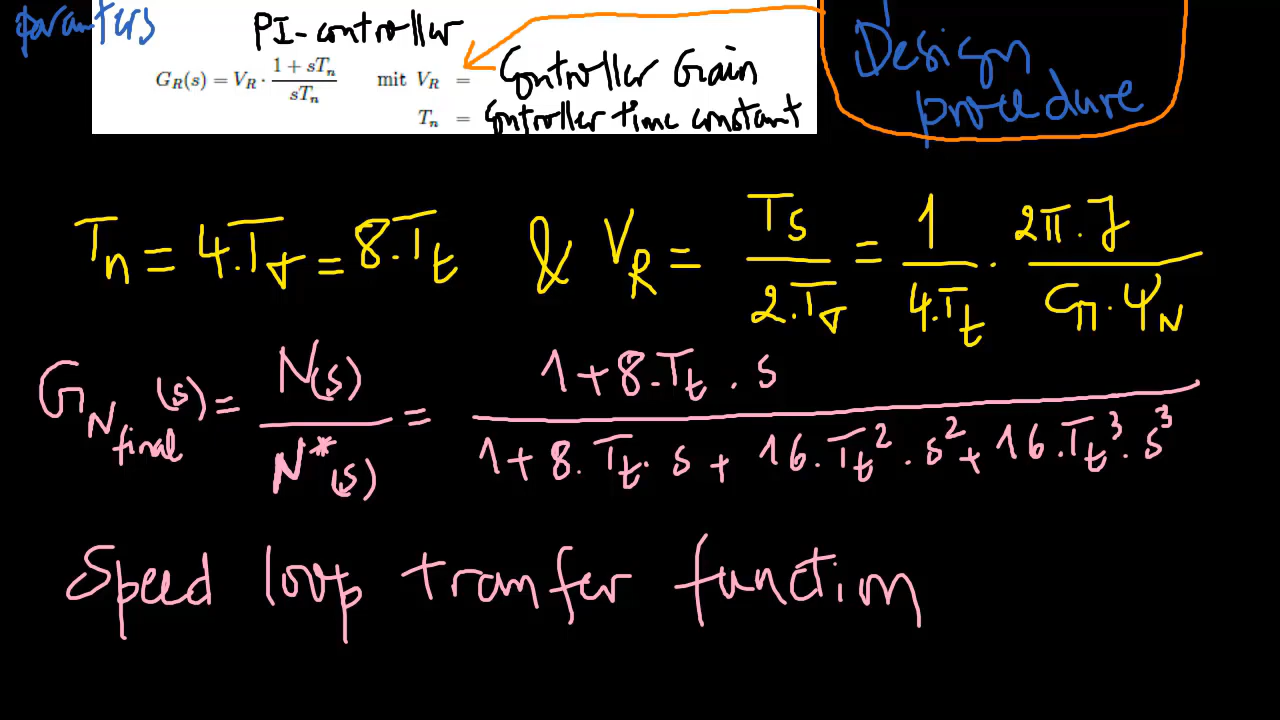 paramters
PI-controller
G_R(s) = V_R · (1 + sT_n) / (sT_n) mit V_R = Controller Gain
T_n = Controller time constant
Design
procedure
T_n = 4.T_σ = 8.T_t & V_R = T_s / (2.T_σ) = 1 / (4.T_t) . 2π.J / (C_M.Ψ_N)
G_N_final (s) = N(s) / N*(s) = (1 + 8.T_t . s) / (1 + 8.T_t . s + 16.T_t² . s² + 16.T_t³ . s³)
Speed loop tranfer function